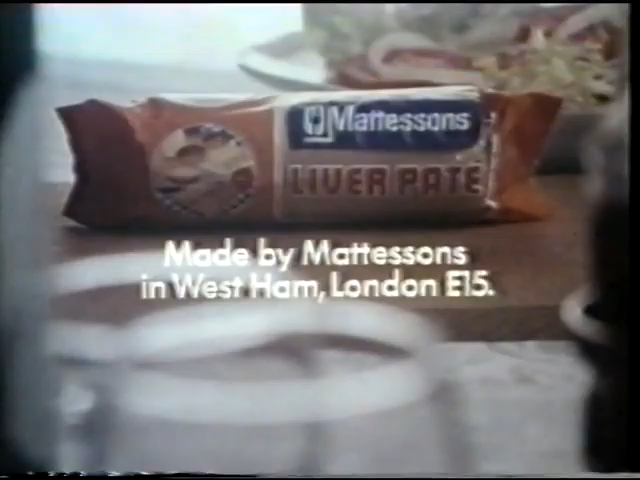 Mattessons
LIVER PATE
Made by Mattessons
in West Ham, London E15.